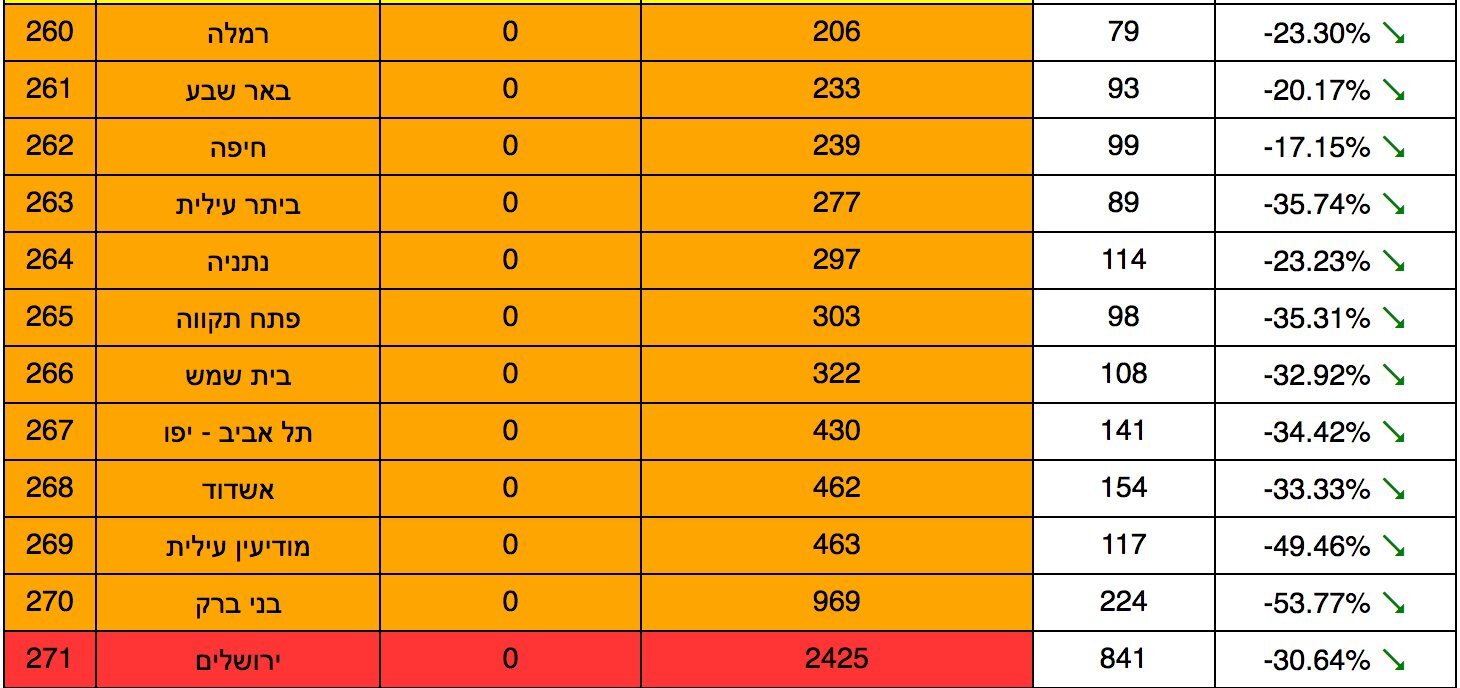 260 רמלה 0 206 79 -23.30% ↘
261 באר שבע 0 233 93 -20.17% ↘
262 חיפה 0 239 99 -17.15% ↘
263 ביתר עילית 0 277 89 -35.74% ↘
264 נתניה 0 297 114 -23.23% ↘
265 פתח תקווה 0 303 98 -35.31% ↘
266 בית שמש 0 322 108 -32.92% ↘
267 תל אביב - יפו 0 430 141 -34.42% ↘
268 אשדוד 0 462 154 -33.33% ↘
269 מודיעין עילית 0 463 117 -49.46% ↘
270 בני ברק 0 969 224 -53.77% ↘
271 ירושלים 0 2425 841 -30.64% ↘